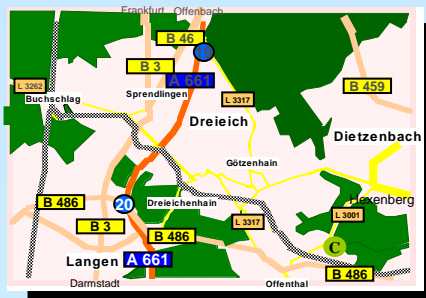 Frankfurt Offenbach
B 46
19
B 3
A 661
L 3262
Buchschlag
Sprendlingen
L 3317
B 459
Dreieich
Dietzenbach
Götzenhain
B 486
20
Dreieichenhain
Hexenberg
L 3001
L 3317
B 3
B 486
C
Langen
A 661
B 486
Darmstadt
Offenthal